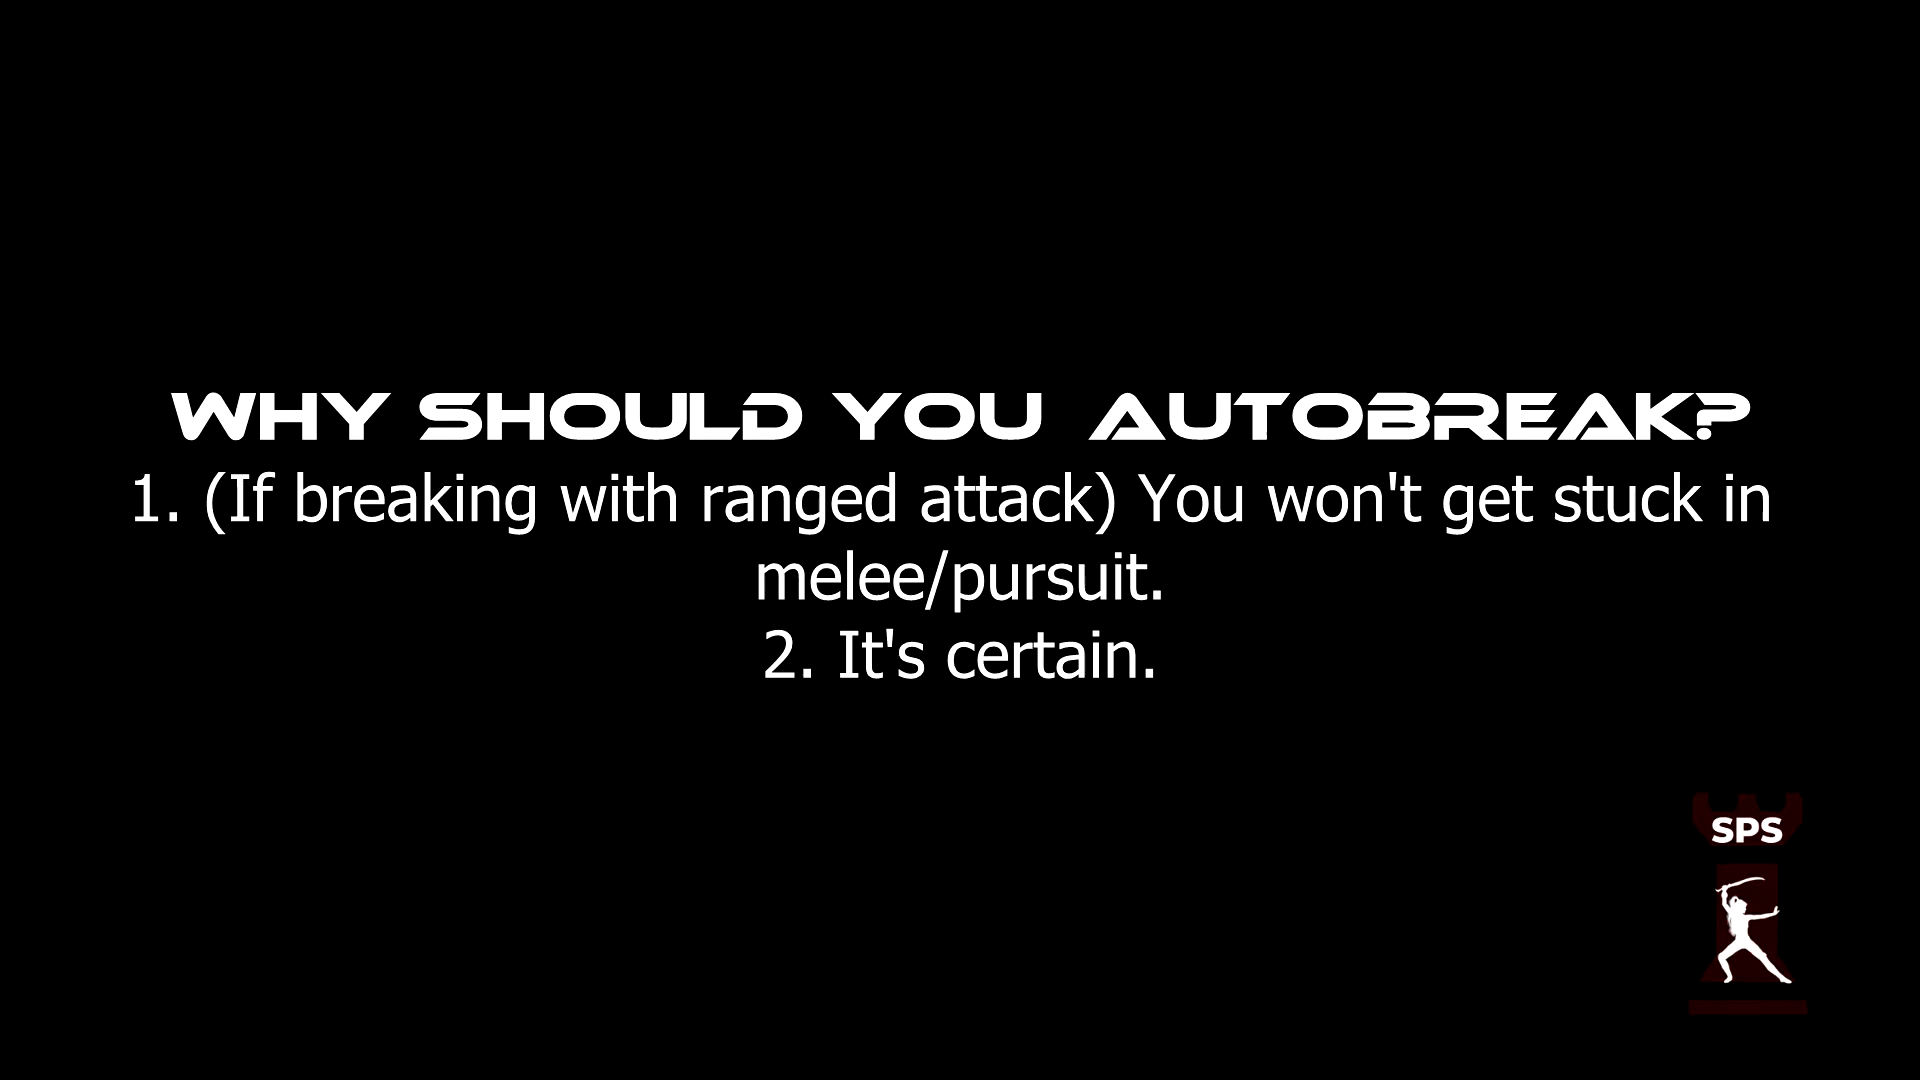 WHY SHOULD YOU AUTOBREAK?
1. (If breaking with ranged attack) You won't get stuck in
melee/pursuit.
2. It's certain.
SPS